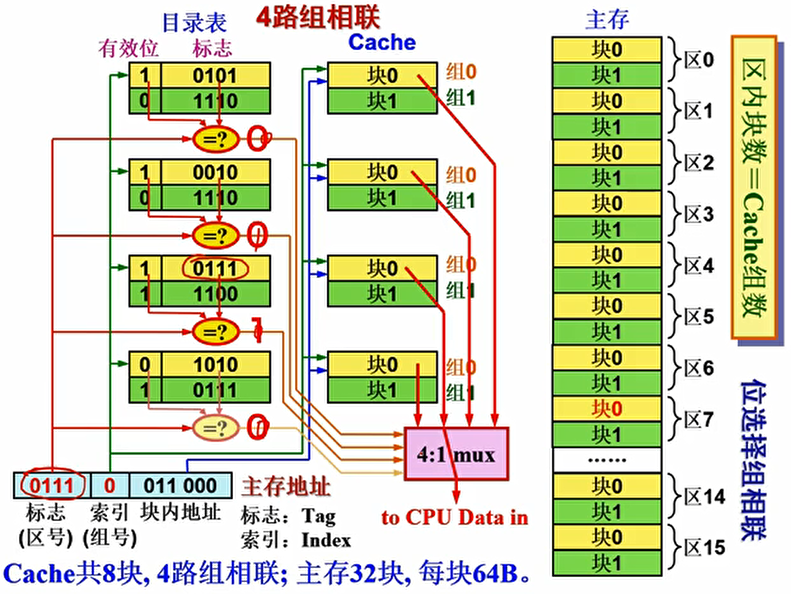 4路组相联
目录表
有效位 标志
1 0101
0 1110
=? 0
1 0010
0 1110
=? 0
1 0111
1 1100
=? 1
0 1010
1 0111
=? 0
Cache
块0 组0
块1 组1
块0 组0
块1 组1
块0 组0
块1 组1
块0 组0
块1 组1
4:1 mux
to CPU Data in
0111 0 011 000 主存地址
标志 索引 块内地址
(区号) (组号)
标志：Tag
索引：Index
主存
块0
块1
区0
块0
块1
区1
块0
块1
区2
块0
块1
区3
块0
块1
区4
块0
块1
区5
块0
块1
区6
块0
块1
区7
……
块0
块1
区14
块0
块1
区15
区内块数＝Cache组数
位选择组相联
Cache共8块, 4路组相联; 主存32块, 每块64B。